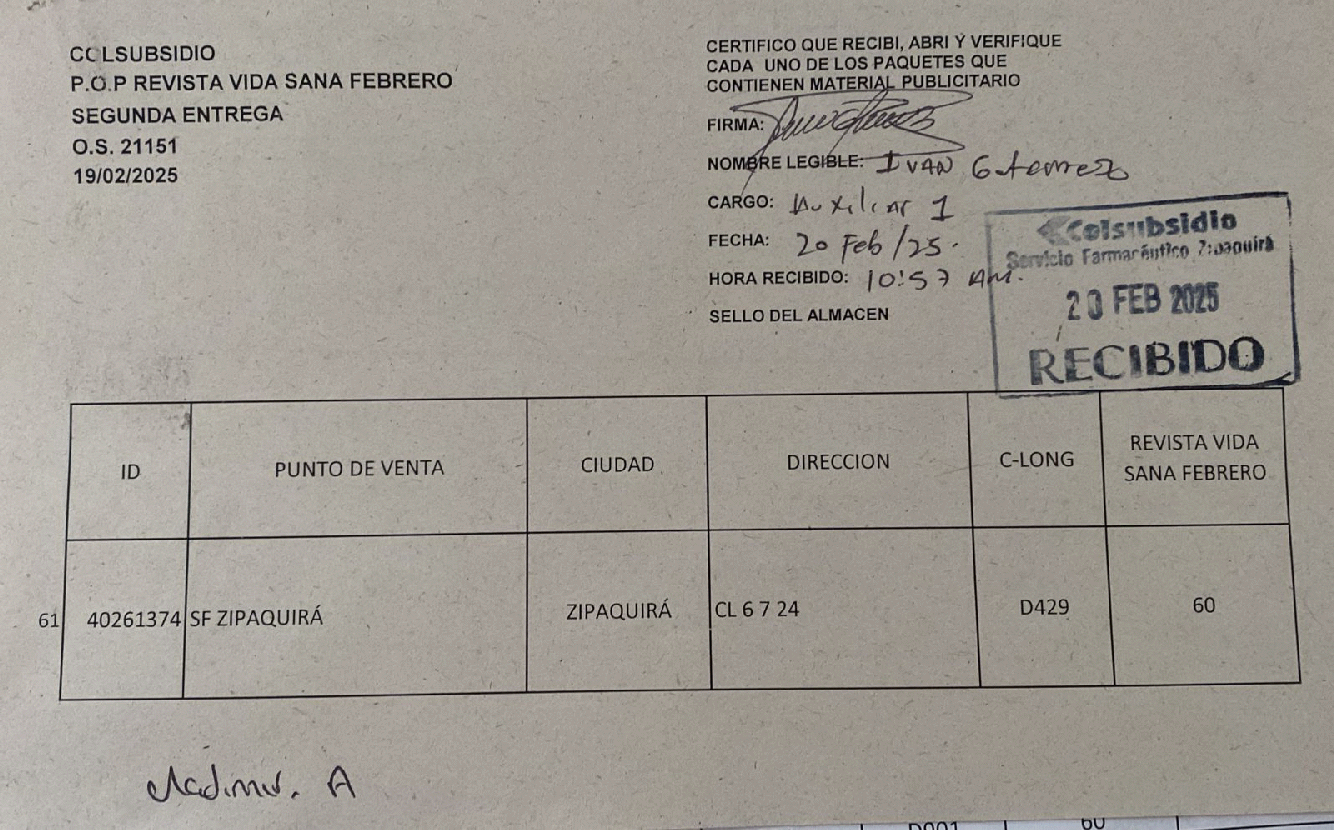 COLSUBSIDIO
P.O.P REVISTA VIDA SANA FEBRERO
SEGUNDA ENTREGA
O.S. 21151
19/02/2025
CERTIFICO QUE RECIBI, ABRI Y VERIFIQUE
CADA UNO DE LOS PAQUETES QUE
CONTIENEN MATERIAL PUBLICITARIO
FIRMA:
NOMBRE LEGIBLE: IVAN Gutierrez
CARGO: Auxiliar 1
FECHA: 20 Feb/25.
HORA RECIBIDO: 10:57 AM.
SELLO DEL ALMACEN
Colsubsidio
Servicio Farmacéutico Zipaquirá
20 FEB 2025
RECIBIDO
ID PUNTO DE VENTA CIUDAD DIRECCION C-LONG REVISTA VIDA
SANA FEBRERO
61 40261374 SF ZIPAQUIRÁ ZIPAQUIRÁ CL 6 7 24 D429 60
Vladimir. A